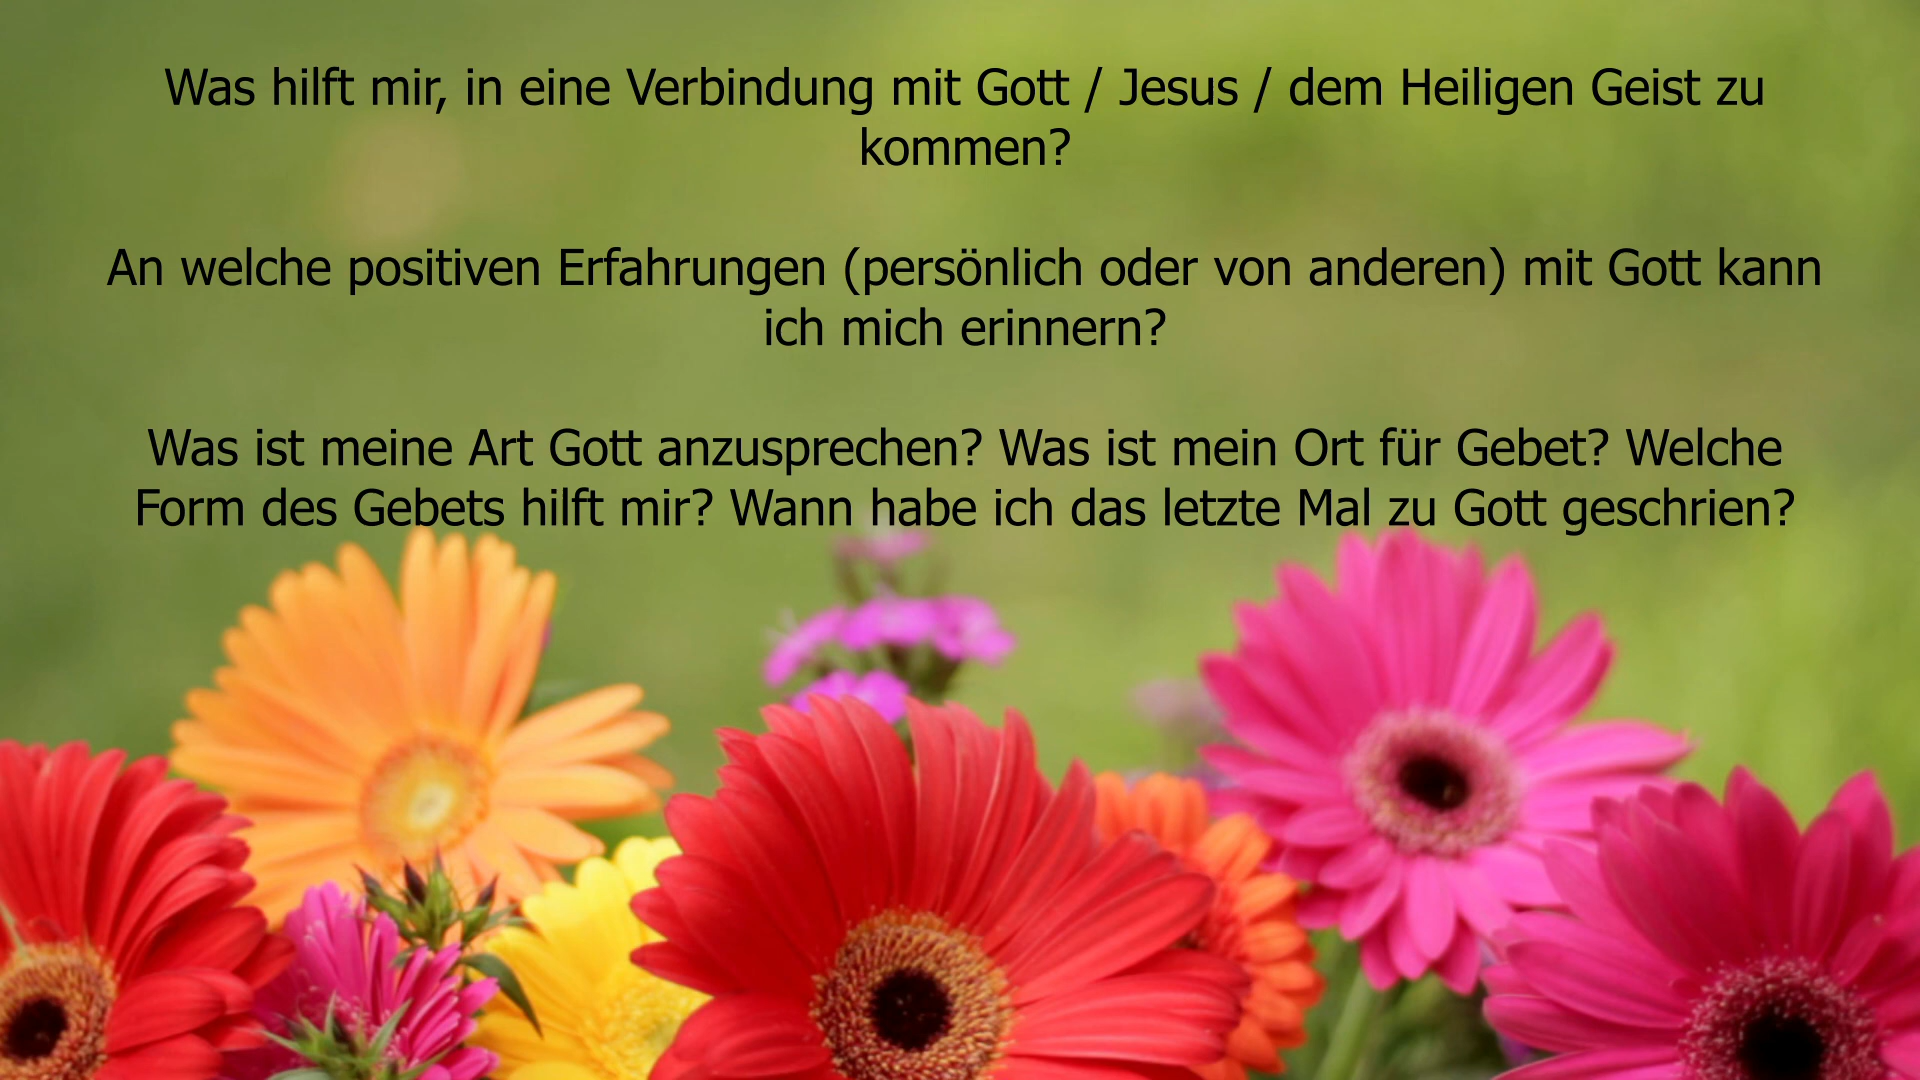 Was hilft mir, in eine Verbindung mit Gott / Jesus / dem Heiligen Geist zu
kommen?
An welche positiven Erfahrungen (persönlich oder von anderen) mit Gott kann
ich mich erinnern?
Was ist meine Art Gott anzusprechen? Was ist mein Ort für Gebet? Welche
Form des Gebets hilft mir? Wann habe ich das letzte Mal zu Gott geschrien?